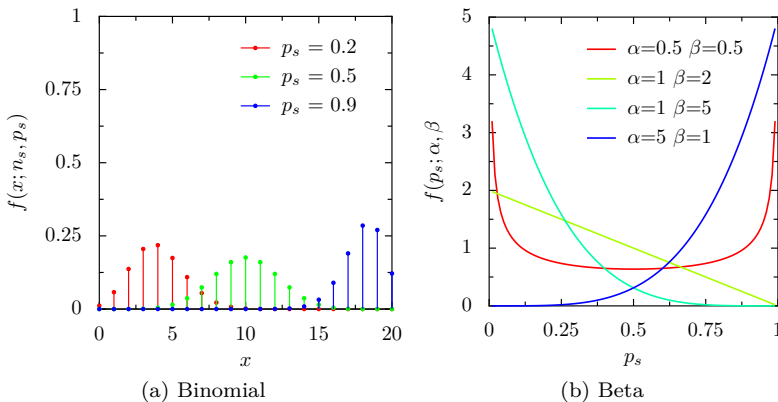 f(x; n_s, p_s)
1
0.75
0.5
0.25
0
0 5 10 15 20
x
p_s = 0.2
p_s = 0.5
p_s = 0.9
(a) Binomial
f(p_s; α, β)
5
4
3
2
1
0
0 0.25 0.5 0.75 1
p_s
α=0.5 β=0.5
α=1 β=2
α=1 β=5
α=5 β=1
(b) Beta